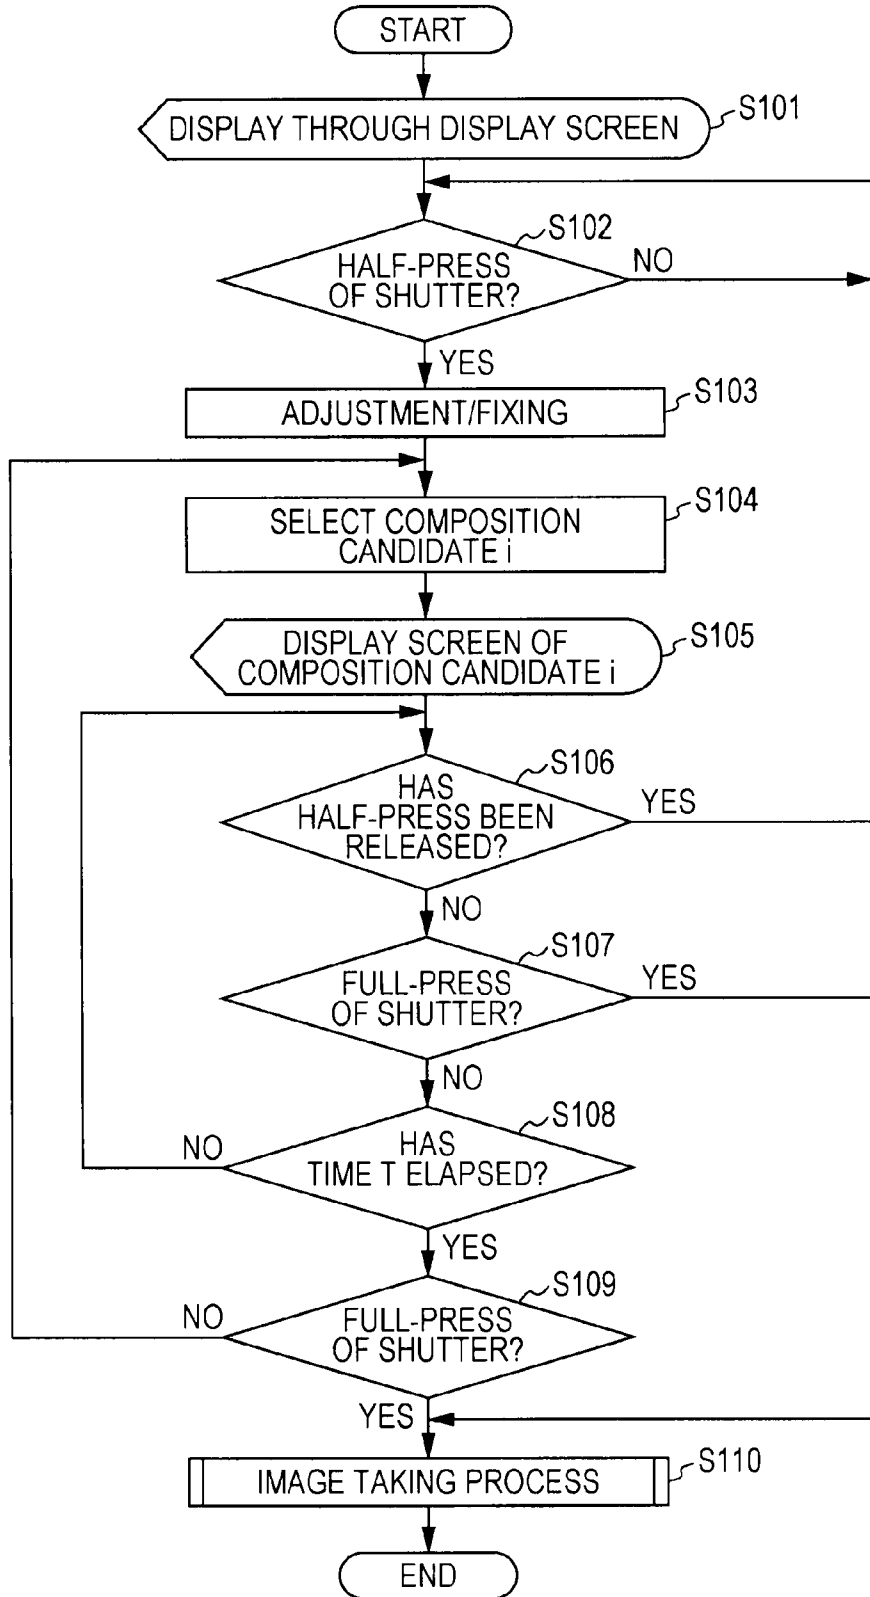 START
DISPLAY THROUGH DISPLAY SCREEN
S101
S102
HALF-PRESS
OF SHUTTER?
NO
YES
ADJUSTMENT/FIXING
S103
SELECT COMPOSITION
CANDIDATE i
S104
DISPLAY SCREEN OF
COMPOSITION CANDIDATE i
S105
S106
HAS
HALF-PRESS BEEN
RELEASED?
YES
NO
S107
FULL-PRESS
OF SHUTTER?
YES
NO
S108
HAS
TIME T ELAPSED?
NO
YES
S109
FULL-PRESS
OF SHUTTER?
NO
YES
IMAGE TAKING PROCESS
S110
END